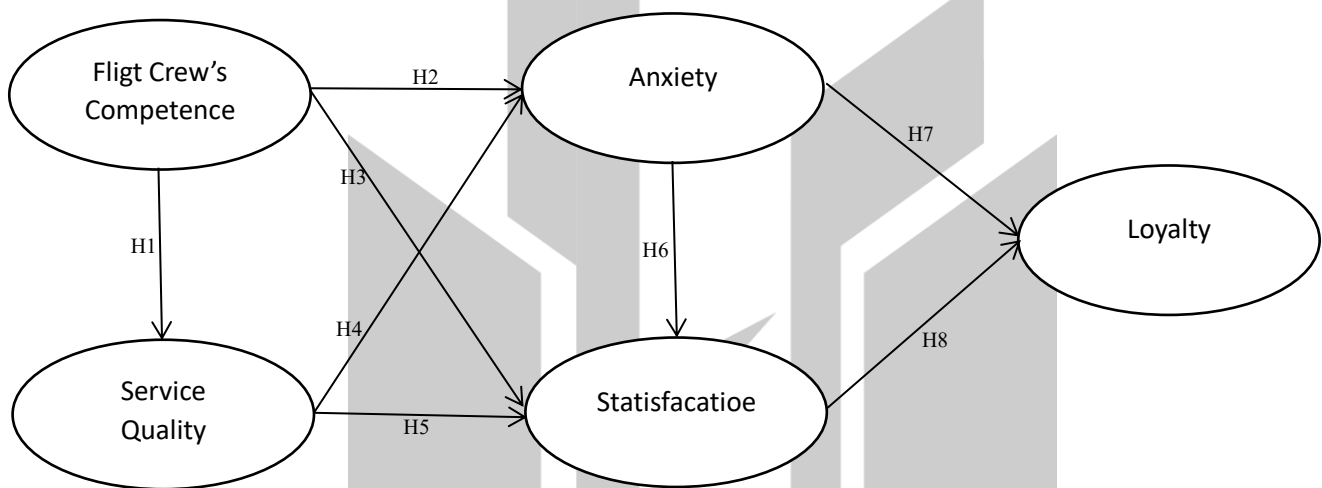 Fligt Crew's
Competence
H2
Anxiety
H7
H3
H1
H6
Loyalty
H4
H8
Service
Quality
H5
Statisfacatioe